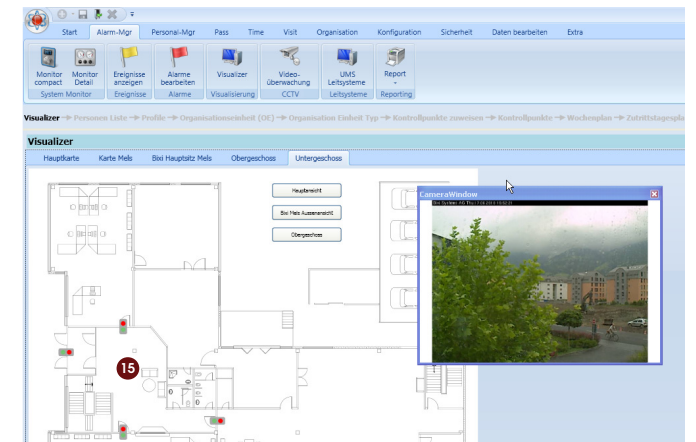 Start Alarm-Mgr Personal-Mgr Pass Time Visit Organisation Konfiguration Sicherheit Daten bearbeiten Extra
Monitor compact
Monitor Detail
Ereignisse anzeigen
Alarme bearbeiten
Visualizer
Video-überwachung
UMS Leitsysteme
Report
System Monitor Ereignisse Alarme Visualisierung CCTV Leitsysteme Reporting
Visualizer Personen Liste Profile Organisationseinheit (OE) Organisation Einheit Typ Kontrollpunkte zuweisen Kontrollpunkte Wochenplan Zutrittstagespla
Visualizer
Hauptkarte Karte Mels Bixi Hauptsitz Mels Obergeschoss Untergeschoss
Hauptansicht
Bixi Mels Aussenansicht
Obergeschoss
CameraWindow
15